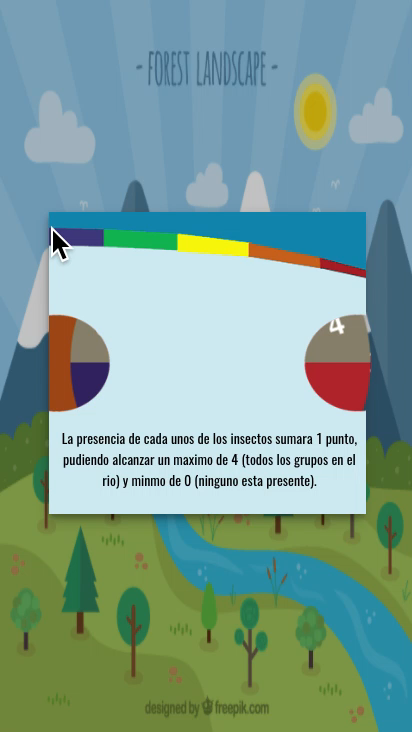 - FOREST LANDSCAPE -
4
La presencia de cada unos de los insectos sumara 1 punto,
pudiendo alcanzar un maximo de 4 (todos los grupos en el
rio) y minmo de 0 (ninguno esta presente).
designed by freepik.com